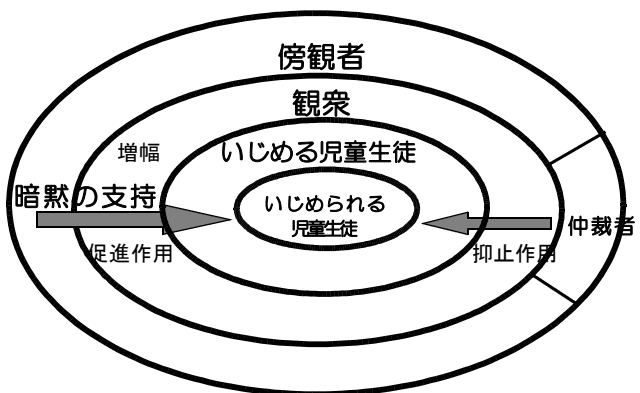 傍観者
観衆
増幅
いじめる児童生徒
暗黙の支持
いじめられる
児童生徒
仲裁者
促進作用
抑止作用